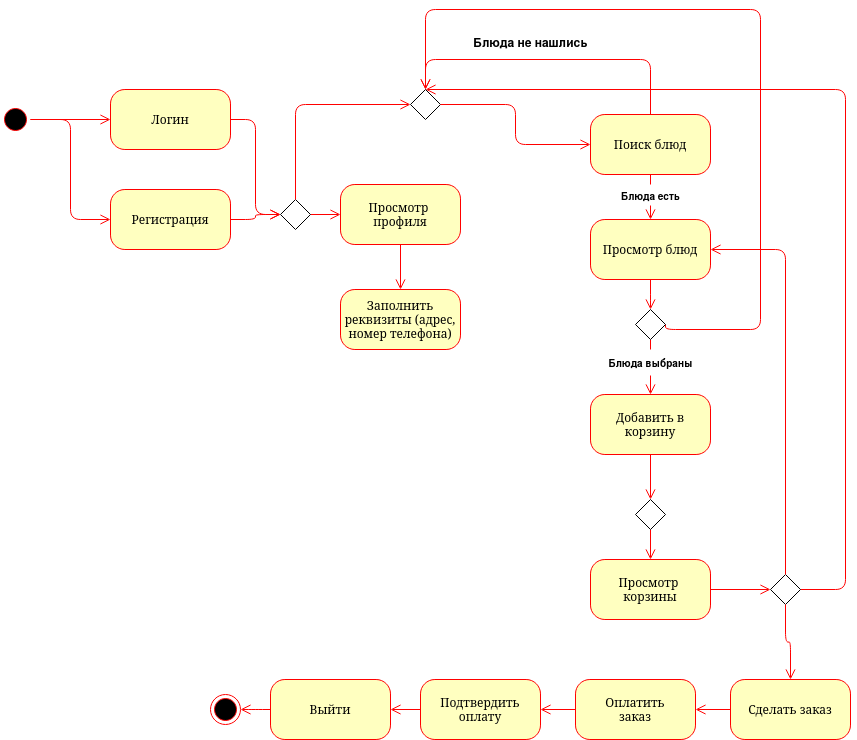 Блюда не нашлись
Логин
Регистрация
Просмотр
профиля
Заполнить
реквизиты (адрес,
номер телефона)
Поиск блюд
Блюда есть
Просмотр блюд
Блюда выбраны
Добавить в
корзину
Просмотр
корзины
Выйти
Подтвердить
оплату
Оплатить
заказ
Сделать заказ